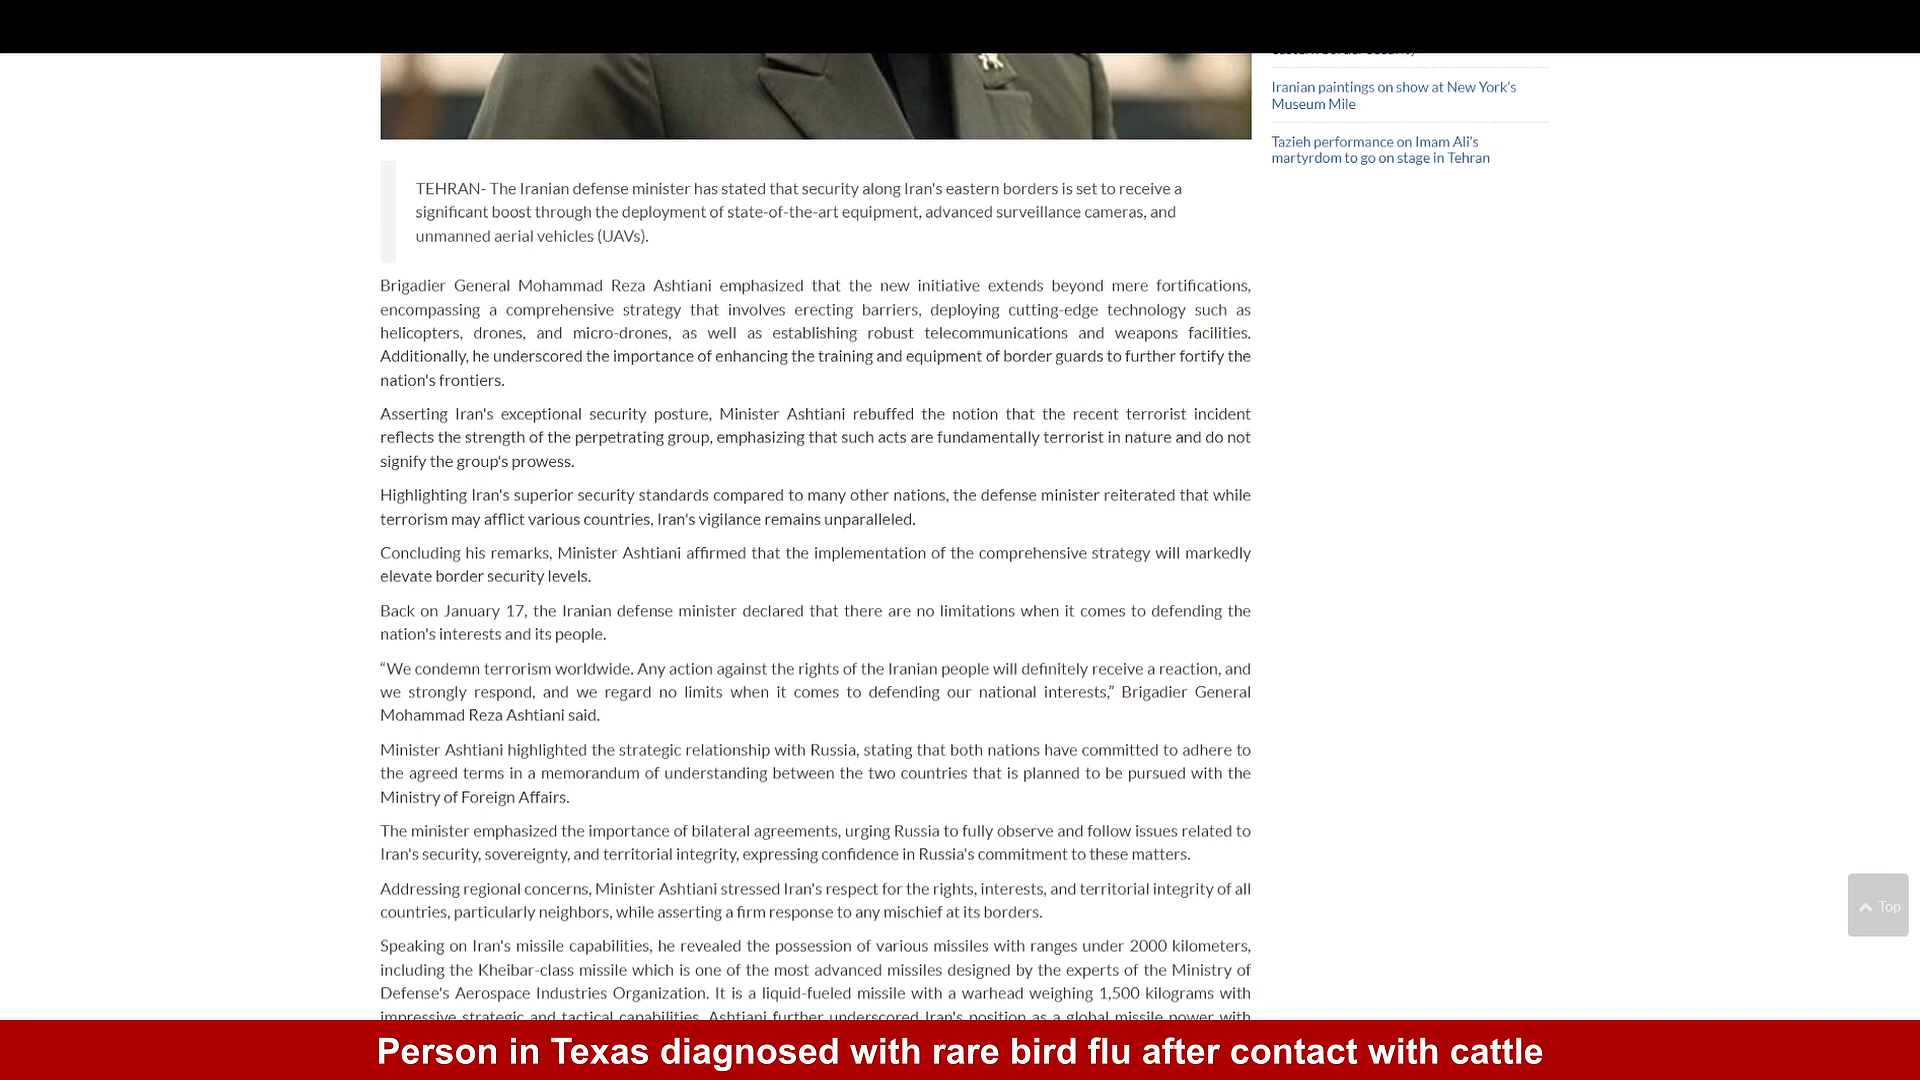 Iranian paintings on show at New York's
Museum Mile
Tazieh performance on Imam Ali's
martyrdom to go on stage in Tehran
TEHRAN- The Iranian defense minister has stated that security along Iran's eastern borders is set to receive a
significant boost through the deployment of state-of-the-art equipment, advanced surveillance cameras, and
unmanned aerial vehicles (UAVs).
Brigadier General Mohammad Reza Ashtiani emphasized that the new initiative extends beyond mere fortifications,
encompassing a comprehensive strategy that involves erecting barriers, deploying cutting-edge technology such as
helicopters, drones, and micro-drones, as well as establishing robust telecommunications and weapons facilities.
Additionally, he underscored the importance of enhancing the training and equipment of border guards to further fortify the
nation's frontiers.
Asserting Iran's exceptional security posture, Minister Ashtiani rebuffed the notion that the recent terrorist incident
reflects the strength of the perpetrating group, emphasizing that such acts are fundamentally terrorist in nature and do not
signify the group's prowess.
Highlighting Iran's superior security standards compared to many other nations, the defense minister reiterated that while
terrorism may afflict various countries, Iran's vigilance remains unparalleled.
Concluding his remarks, Minister Ashtiani affirmed that the implementation of the comprehensive strategy will markedly
elevate border security levels.
Back on January 17, the Iranian defense minister declared that there are no limitations when it comes to defending the
nation's interests and its people.
“We condemn terrorism worldwide. Any action against the rights of the Iranian people will definitely receive a reaction, and
we strongly respond, and we regard no limits when it comes to defending our national interests,” Brigadier General
Mohammad Reza Ashtiani said.
Minister Ashtiani highlighted the strategic relationship with Russia, stating that both nations have committed to adhere to
the agreed terms in a memorandum of understanding between the two countries that is planned to be pursued with the
Ministry of Foreign Affairs.
The minister emphasized the importance of bilateral agreements, urging Russia to fully observe and follow issues related to
Iran's security, sovereignty, and territorial integrity, expressing confidence in Russia's commitment to these matters.
Addressing regional concerns, Minister Ashtiani stressed Iran's respect for the rights, interests, and territorial integrity of all
countries, particularly neighbors, while asserting a firm response to any mischief at its borders.
Speaking on Iran's missile capabilities, he revealed the possession of various missiles with ranges under 2000 kilometers,
including the Kheibar-class missile which is one of the most advanced missiles designed by the experts of the Ministry of
Defense's Aerospace Industries Organization. It is a liquid-fueled missile with a warhead weighing 1,500 kilograms with
impressive strategic and tactical capabilities. Ashtiani further underscored Iran's position as a global missile power with
Top
Person in Texas diagnosed with rare bird flu after contact with cattle